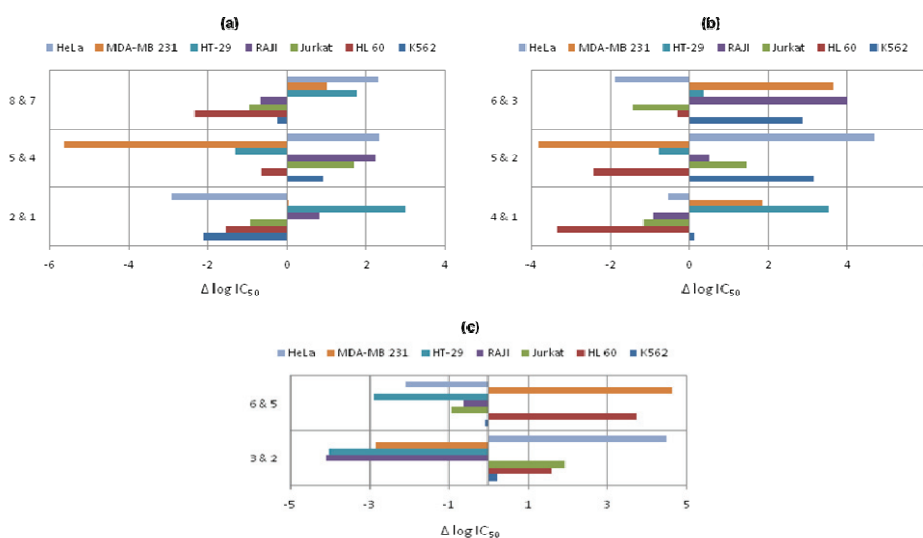 (a)
HeLa MDA-MB 231 HT-29 RAJI Jurkat HL 60 K562
8 & 7
5 & 4
2 & 1
-6 -4 -2 0 2 4
Δ log IC50
(b)
HeLa MDA-MB 231 HT-29 RAJI Jurkat HL 60 K562
6 & 3
5 & 2
4 & 1
-4 -2 0 2 4
Δ log IC50
(c)
HeLa MDA-MB 231 HT-29 RAJI Jurkat HL 60 K562
6 & 5
3 & 2
-5 -3 -1 1 3 5
Δ log IC50